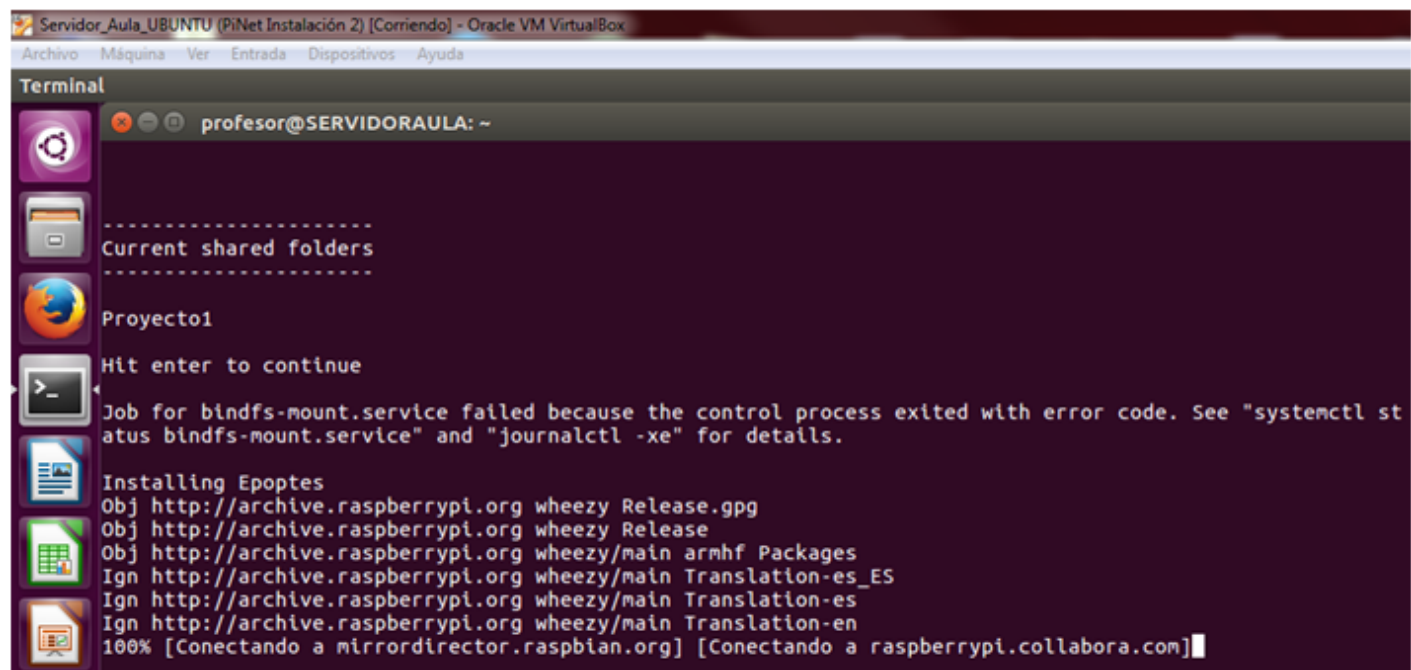 Servidor_Aula_UBUNTU (PiNet Instalación 2) [Corriendo] - Oracle VM VirtualBox
Archivo Máquina Ver Entrada Dispositivos Ayuda
Terminal
profesor@SERVIDORAULA: ~
----------------------
Current shared folders
----------------------
Proyecto1
Hit enter to continue
Job for bindfs-mount.service failed because the control process exited with error code. See "systemctl st
atus bindfs-mount.service" and "journalctl -xe" for details.
Installing Epoptes
Obj http://archive.raspberrypi.org wheezy Release.gpg
Obj http://archive.raspberrypi.org wheezy Release
Obj http://archive.raspberrypi.org wheezy/main armhf Packages
Ign http://archive.raspberrypi.org wheezy/main Translation-es_ES
Ign http://archive.raspberrypi.org wheezy/main Translation-es
Ign http://archive.raspberrypi.org wheezy/main Translation-en
100% [Conectando a mirrordirector.raspbian.org] [Conectando a raspberrypi.collabora.com]